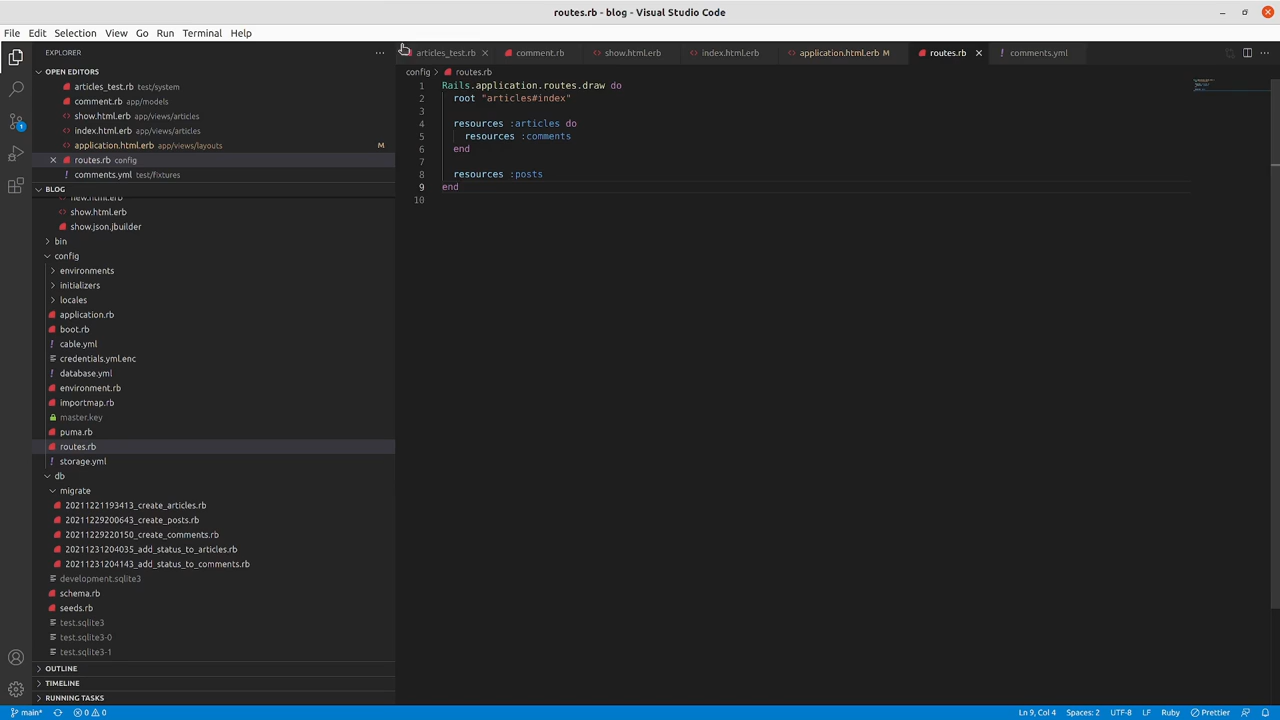 routes.rb - blog - Visual Studio Code
File Edit Selection View Go Run Terminal Help
EXPLORER
OPEN EDITORS
articles_test.rb test/system
comment.rb app/models
show.html.erb app/views/articles
index.html.erb app/views/articles
application.html.erb app/views/layouts M
routes.rb config
comments.yml test/fixtures
BLOG
new.html.erb
show.html.erb
show.json.jbuilder
bin
config
environments
initializers
locales
application.rb
boot.rb
cable.yml
credentials.yml.enc
database.yml
environment.rb
importmap.rb
master.key
puma.rb
routes.rb
storage.yml
db
migrate
20211221193413_create_articles.rb
20211229200643_create_posts.rb
20211229220150_create_comments.rb
20211231204035_add_status_to_articles.rb
20211231204143_add_status_to_comments.rb
development.sqlite3
schema.rb
seeds.rb
test.sqlite3
test.sqlite3-0
test.sqlite3-1
OUTLINE
TIMELINE
RUNNING TASKS
1
articles_test.rb comment.rb show.html.erb index.html.erb application.html.erb M routes.rb comments.yml
config > routes.rb
1 Rails.application.routes.draw do
2 root "articles#index"
3
4 resources :articles do
5 resources :comments
6 end
7
8 resources :posts
9 end
10
main* 0 0 Ln 9, Col 4 Spaces: 2 UTF-8 LF Ruby Prettier